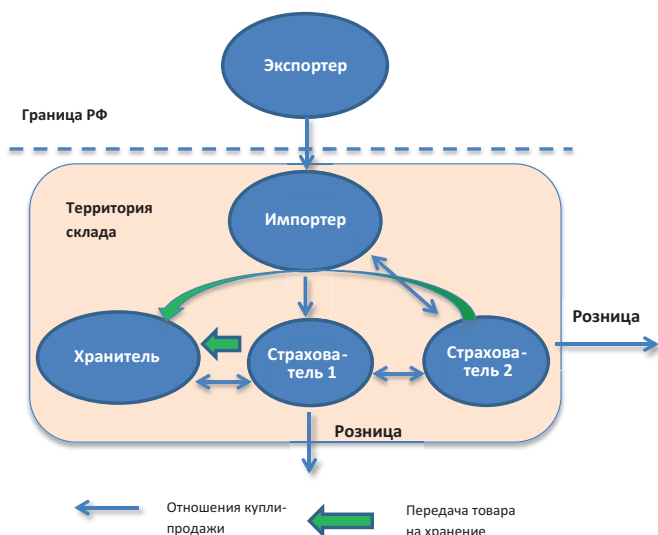 Экспортер
Граница РФ
Территория
склада
Импортер
Розница
Хранитель
Страхова-
тель 1
Страхова-
тель 2
Розница
Отношения купли-
продажи
Передача товара
на хранение